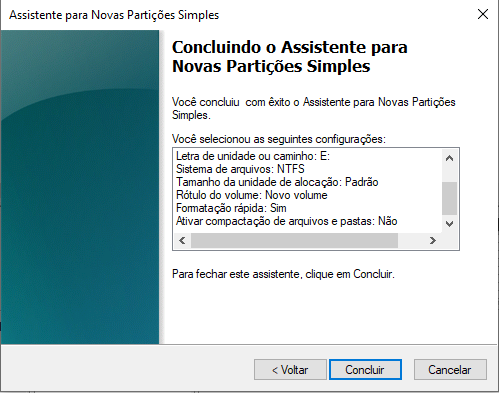 Assistente para Novas Partições Simples
Concluindo o Assistente para
Novas Partições Simples
Você concluiu  com êxito o Assistente para Novas Partições
Simples.
Você selecionou as seguintes configurações:
Letra de unidade ou caminho: E:
Sistema de arquivos: NTFS
Tamanho da unidade de alocação: Padrão
Rótulo do volume: Novo volume
Formatação rápida: Sim
Ativar compactação de arquivos e pastas: Não
Para fechar este assistente, clique em Concluir.
< Voltar
Concluir
Cancelar